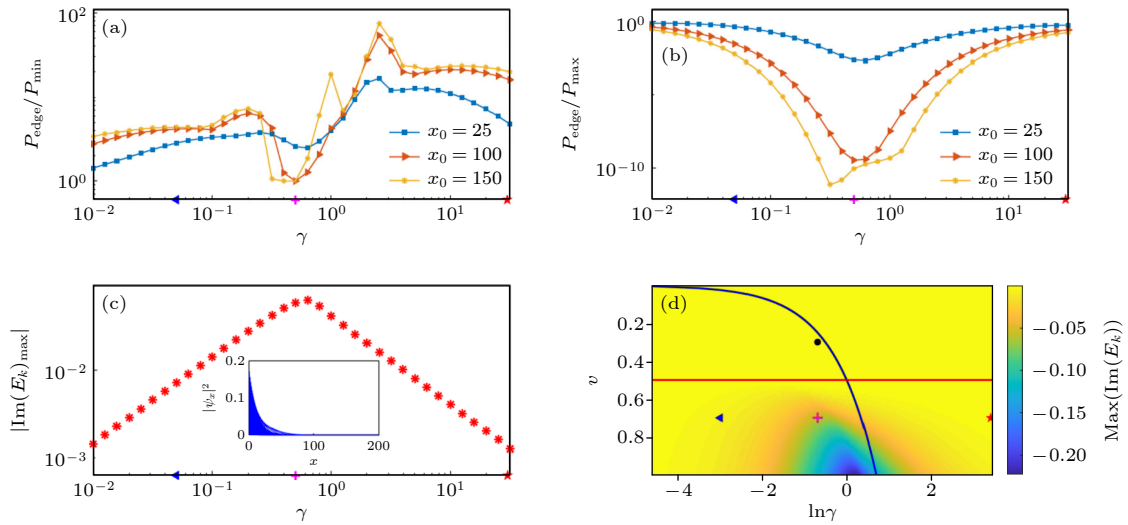 (a)
P_edge/P_min
10^2
10^1
10^0
x_0 = 25
x_0 = 100
x_0 = 150
10^−2 10^−1 10^0 10^1
γ
(b)
P_edge/P_max
10^0
10^−10
x_0 = 25
x_0 = 100
x_0 = 150
10^−2 10^−1 10^0 10^1
γ
(c)
|Im(E_k)_max|
10^−2
10^−3
0.2
0.1
0
|ψ_x|^2
0 100 200
x
10^−2 10^−1 10^0 10^1
γ
(d)
v
0.2
0.4
0.6
0.8
−4 −2 0 2
lnγ
−0.05
−0.10
−0.15
−0.20
Max(Im(E_k))